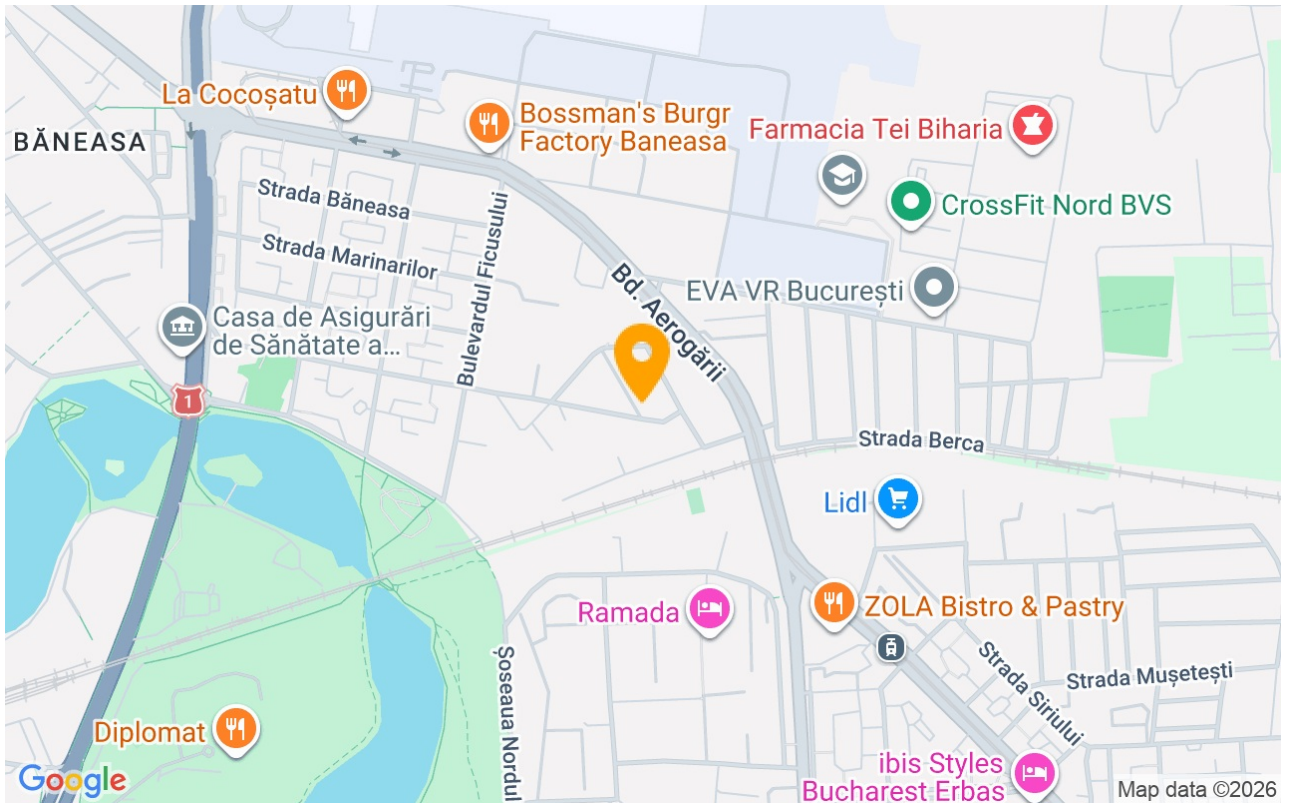 La Cocoșatu
Bossman's Burgr
Factory Baneasa
Farmacia Tei Biharia
BĂNEASA
Strada Băneasa
CrossFit Nord BVS
Strada Marinarilor
Bulevardul Ficusului
Bd. Aerogării
EVA VR București
Casa de Asigurări
de Sănătate a...
1
Strada Berca
Lidl
Ramada
ZOLA Bistro & Pastry
Șoseaua Nordul
Strada Siriului
Strada Mușetești
Diplomat
ibis Styles
Bucharest Erbas
Google
Map data ©2026